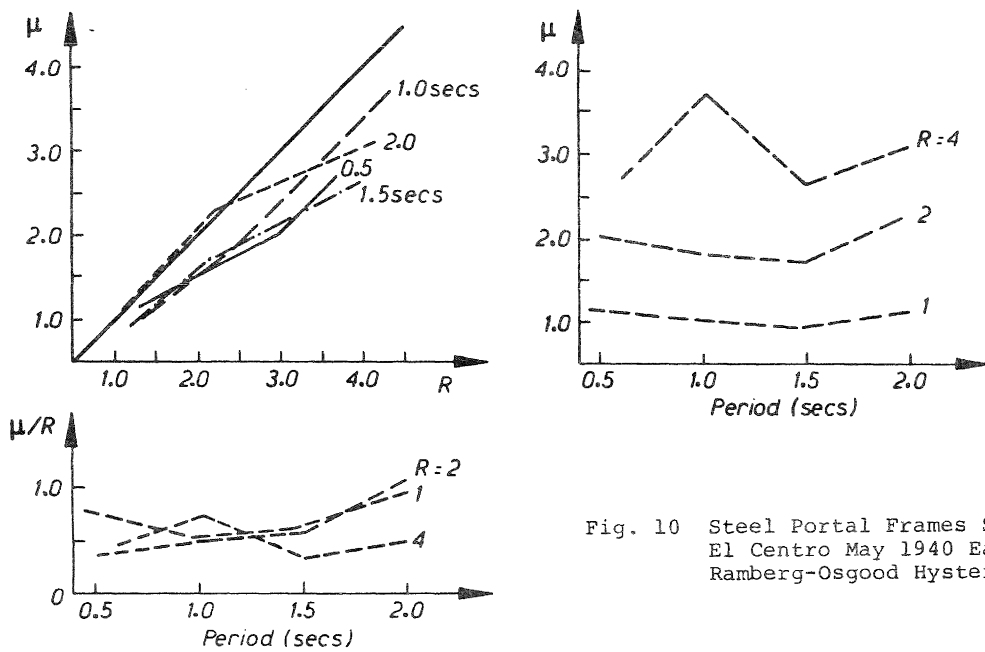 μ
4.0
3.0
2.0
1.0
1.0secs
2.0
0.5
1.5secs
1.0 2.0 3.0 4.0 R
μ
4.0
3.0
2.0
1.0
R=4
2
1
0.5 1.0 1.5 2.0
Period (secs)
μ/R
1.0
0
R=2
1
4
0.5 1.0 1.5 2.0
Period (secs)
Fig. 10 Steel Portal Frames
El Centro May 1940
Ramberg-Osgood